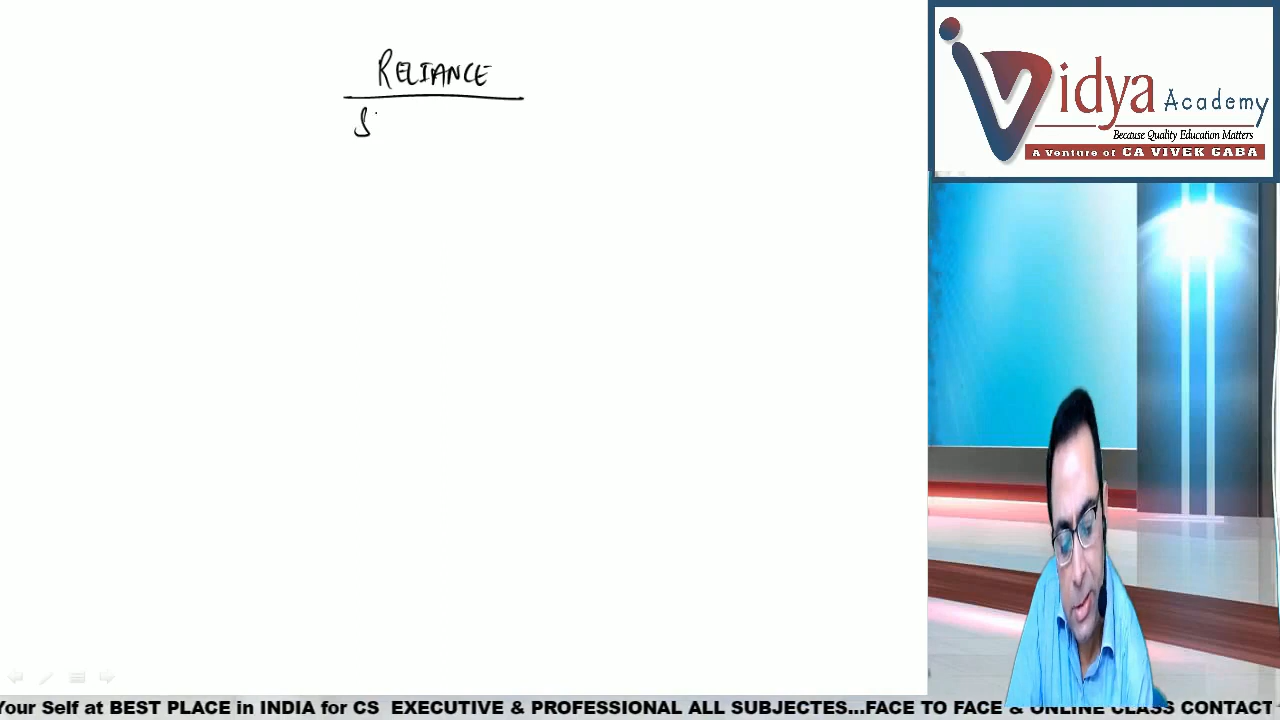 RELIANCE
S
Vidya Academy
Because Quality Education Matters
A Venture of CA VIVEK GABA
Your Self at BEST PLACE in INDIA for CS EXECUTIVE & PROFESSIONAL ALL SUBJECTES...FACE TO FACE & ONLINE CLASS CONTACT